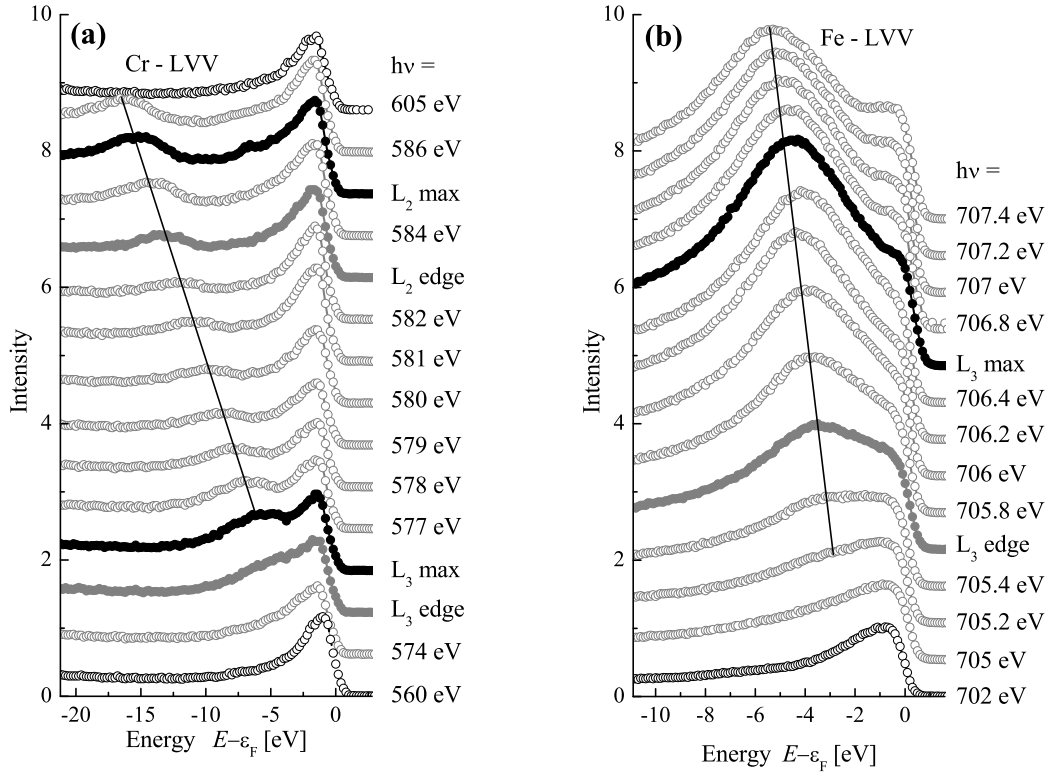 (a)
Cr - LVV
hν =
605 eV
586 eV
L₂ max
584 eV
L₂ edge
582 eV
581 eV
580 eV
579 eV
578 eV
577 eV
L₃ max
L₃ edge
574 eV
560 eV
10
8
6
4
2
0
Intensity
-20 -15 -10 -5 0
Energy E−ε_F [eV]
(b)
Fe - LVV
hν =
707.4 eV
707.2 eV
707 eV
706.8 eV
L₃ max
706.4 eV
706.2 eV
706 eV
705.8 eV
L₃ edge
705.4 eV
705.2 eV
705 eV
702 eV
10
8
6
4
2
0
Intensity
-10 -8 -6 -4 -2 0
Energy E−ε_F [eV]